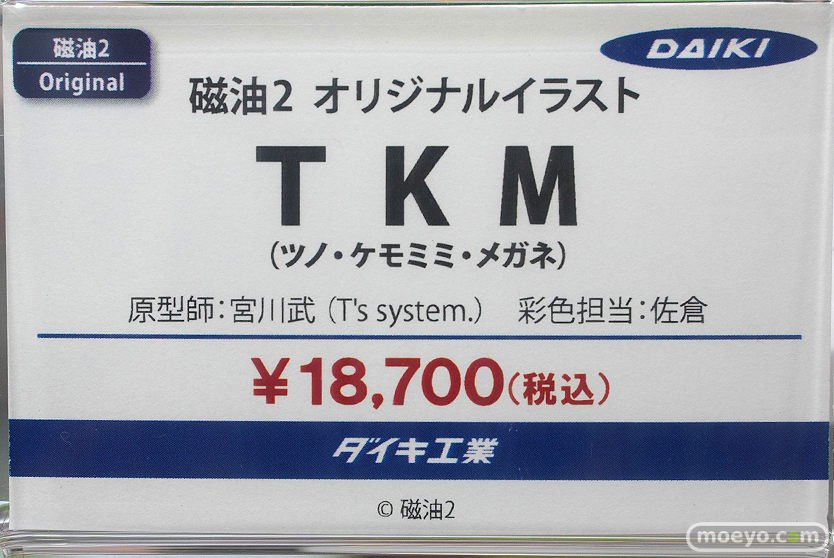 磁油2
Original
DAIKI
磁油2 オリジナルイラスト
T K M
(ツノ・ケモミミ・メガネ)
原型師:宮川武 (T's system.) 彩色担当:佐倉
¥18,700(税込)
ダイキ工業
© 磁油2
moeyo.com